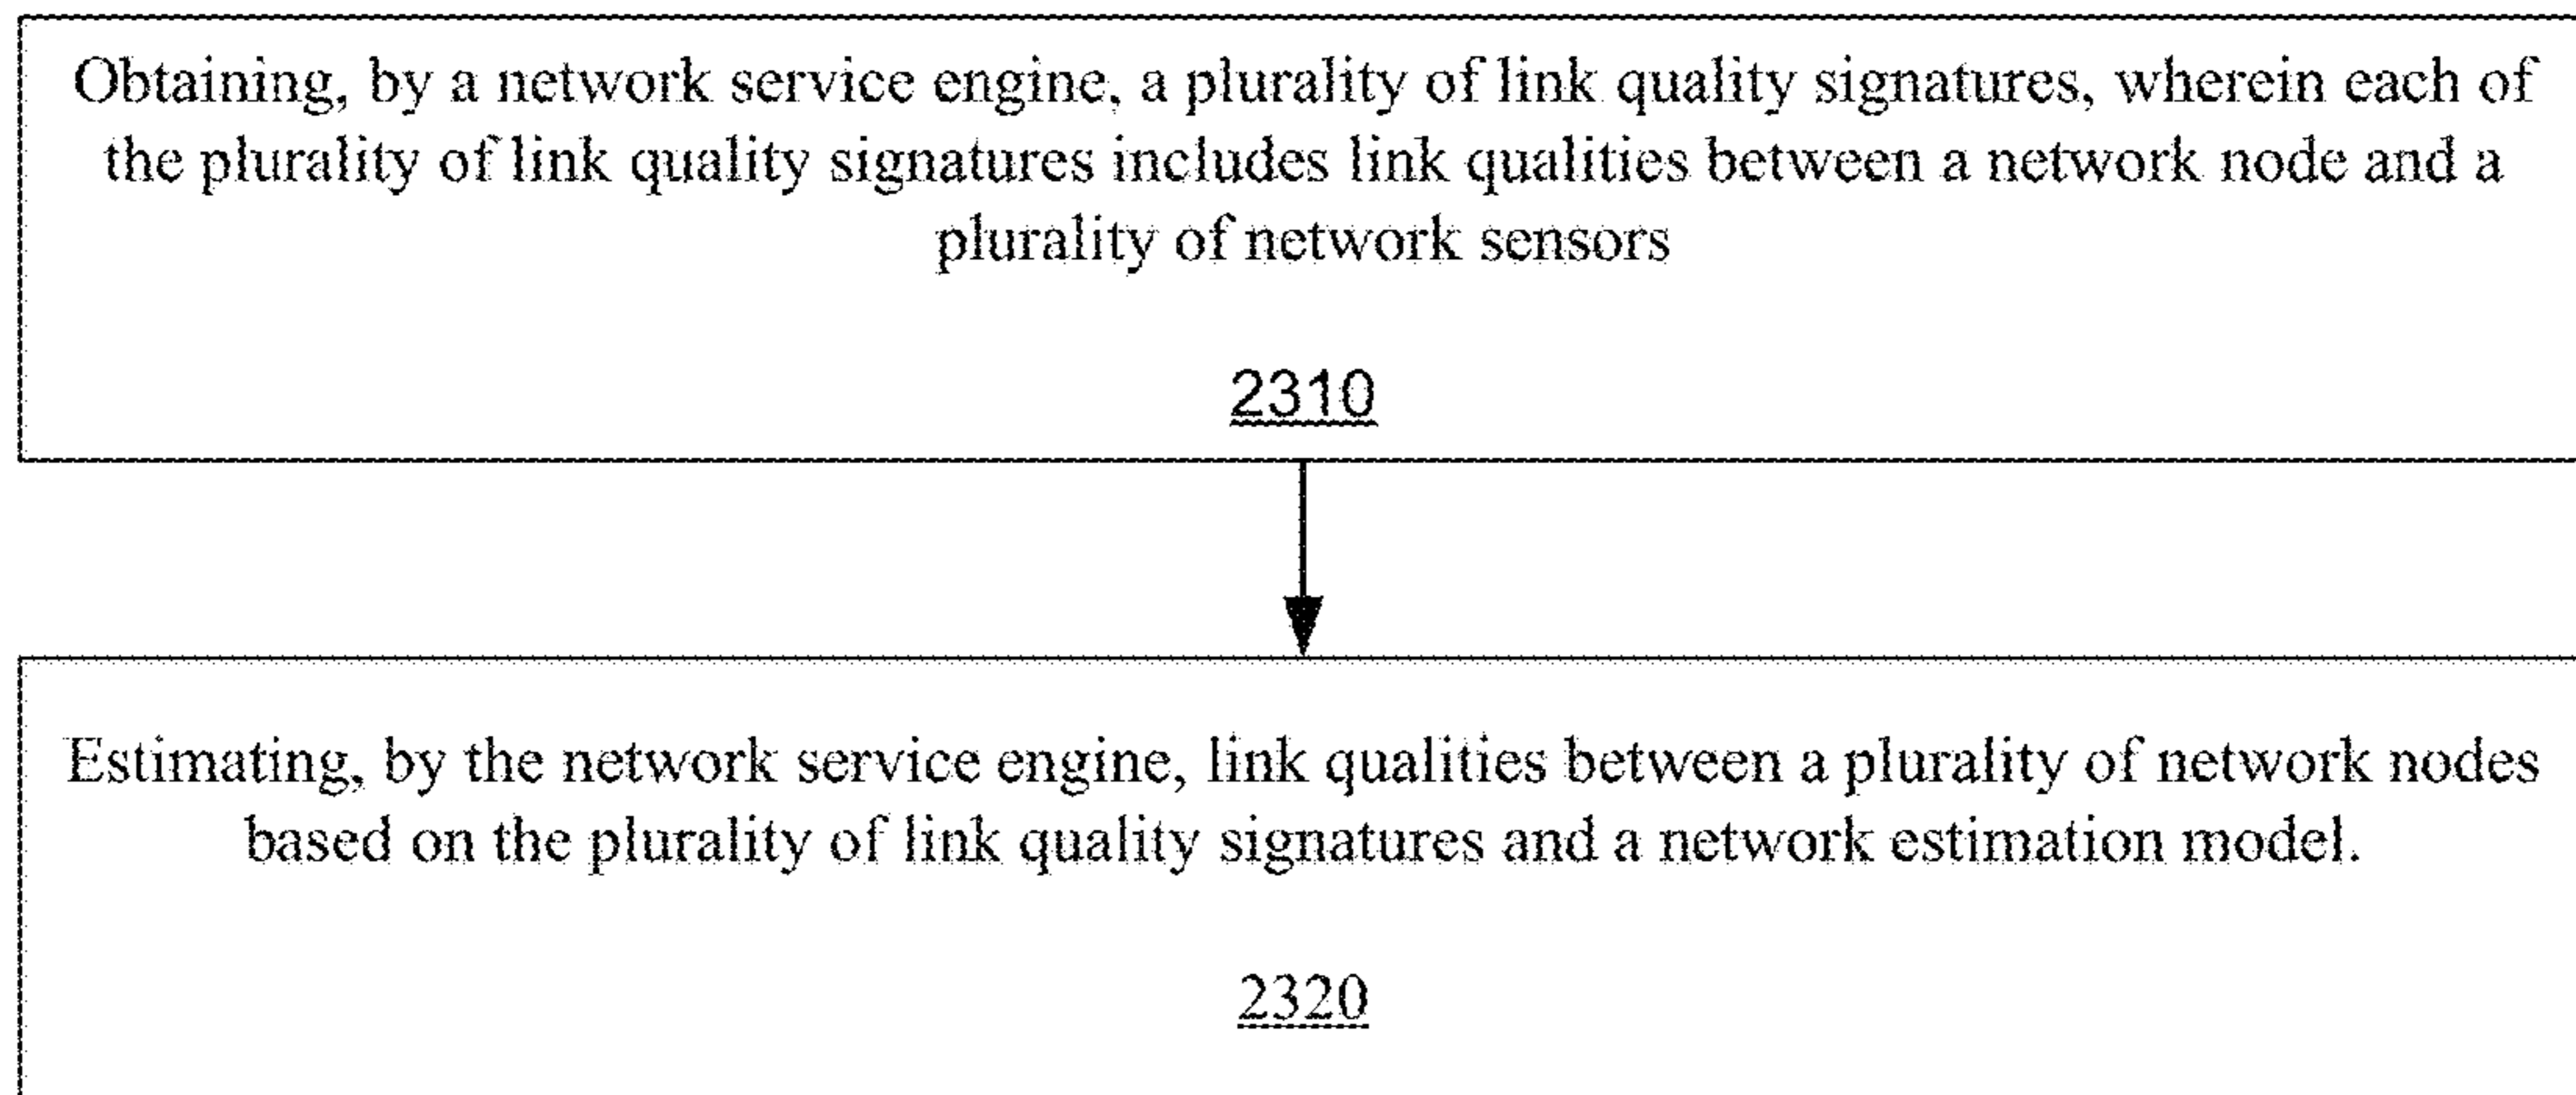 Obtaining, by a network service engine, a plurality of link quality signatures, wherein each of
the plurality of link quality signatures includes link qualities between a network node and a
plurality of network sensors
2310
Estimating, by the network service engine, link qualities between a plurality of network nodes
based on the plurality of link quality signatures and a network estimation model.
2320